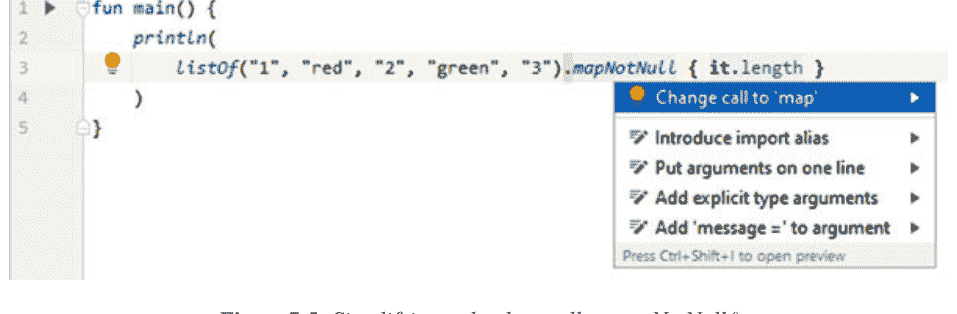 1 fun main() {
2 println(
3 listOf("1", "red", "2", "green", "3").mapNotNull { it.length }
4 )
5 }
Change call to 'map'
Introduce import alias
Put arguments on one line
Add explicit type arguments
Add 'message =' to argument
Press Ctrl+Shift+I to open preview